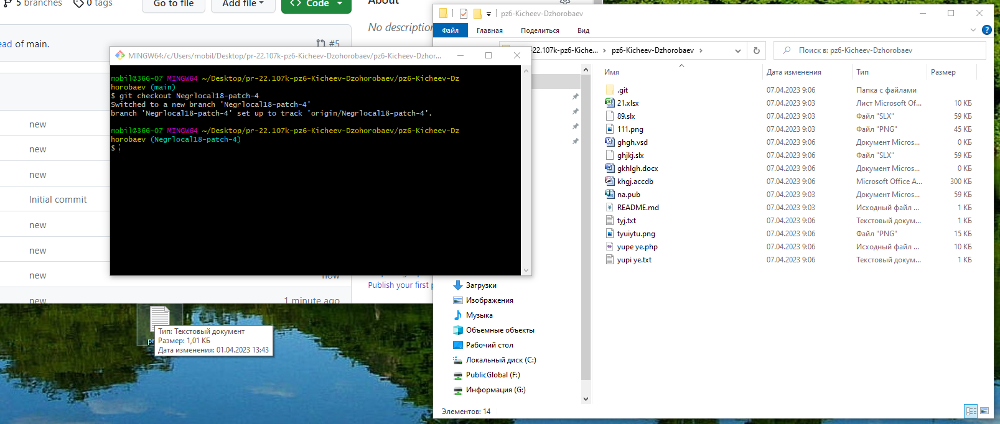 5 branches
0 tags
Go to file
Add file
Code
About
No description
ead of main.
#5
new
new
new
Initial commit
new
new
new
now
new
1 minute ago
Publish your first p
MINGW64:/c/Users/mobil/Desktop/pr-22.107k-pz6-Kicheev-Dzohorobaev/pz6-Kicheev-Dzhor...
mobil@366-07 MINGW64 ~/Desktop/pr-22.107k-pz6-Kicheev-Dzohorobaev/pz6-Kicheev-Dz
horobaev (main)
$ git checkout Negrlocal18-patch-4
Switched to a new branch 'Negrlocal18-patch-4'
branch 'Negrlocal18-patch-4' set up to track 'origin/Negrlocal18-patch-4'.
mobil@366-07 MINGW64 ~/Desktop/pr-22.107k-pz6-Kicheev-Dzohorobaev/pz6-Kicheev-Dz
horobaev (Negrlocal18-patch-4)
$
Тип: Текстовый документ
Размер: 1,01 КБ
Дата изменения: 01.04.2023 13:43
pz6-Kicheev-Dzhorobaev
Файл Главная Поделиться Вид
-22.107k-pz6-Kiche... › pz6-Kicheev-Dzhorobaev ›
Поиск в: pz6-Kicheev-Dzhorobaev
Имя Дата изменения Тип Размер
.git 07.04.2023 9:06 Папка с файлами
21.xlsx 07.04.2023 9:03 Лист Microsoft Of... 10 КБ
89.slx 07.04.2023 9:03 Файл "SLX" 59 КБ
111.png 07.04.2023 9:03 Файл "PNG" 45 КБ
ghgh.vsd 07.04.2023 9:06 Документ Micros... 0 КБ
ghjkj.slx 07.04.2023 9:06 Файл "SLX" 59 КБ
gkhlgh.docx 07.04.2023 9:06 Документ Micros... 0 КБ
khgj.accdb 07.04.2023 9:06 Microsoft Office A... 300 КБ
na.pub 07.04.2023 9:03 Документ Micros... 59 КБ
README.md 07.04.2023 9:03 Исходный файл ... 1 КБ
tyj.txt 07.04.2023 9:06 Текстовый докум... 1 КБ
tyuiytu.png 07.04.2023 9:06 Файл "PNG" 15 КБ
yupe ye.php 07.04.2023 9:06 Исходный файл ... 10 КБ
yupi ye.txt 07.04.2023 9:06 Текстовый докум... 1 КБ
Загрузки
Изображения
Музыка
Объемные объекты
Рабочий стол
Локальный диск (C:)
PublicGlobal (F:)
Информация (G:)
Элементов: 14